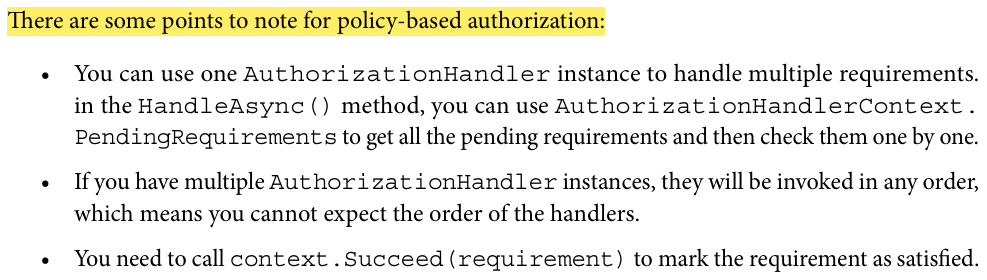 There are some points to note for policy-based authorization:
• You can use one AuthorizationHandler instance to handle multiple requirements.
in the HandleAsync() method, you can use AuthorizationHandlerContext.
PendingRequirements to get all the pending requirements and then check them one by one.
• If you have multiple AuthorizationHandler instances, they will be invoked in any order,
which means you cannot expect the order of the handlers.
• You need to call context.Succeed(requirement) to mark the requirement as satisfied.